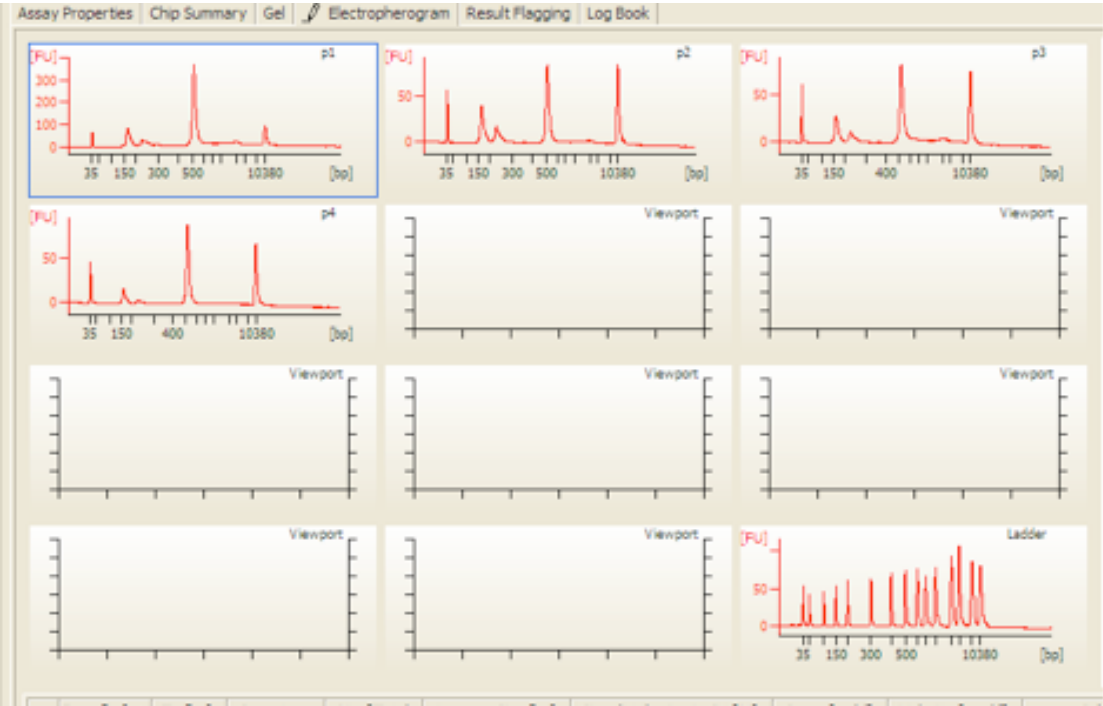 Assay Properties Chip Summary Gel Electropherogram Result Flagging Log Book
[FU] p1
300
200
100
0
35 150 300 500 10380 [bp]
[FU] p2
50
0
35 150 300 500 10380 [bp]
[FU] p3
50
0
35 150 400 10380 [bp]
[FU] p4
50
0
35 150 400 10380 [bp]
Viewport
Viewport
Viewport
Viewport
Viewport
Viewport
Viewport
[FU] Ladder
50
0
35 150 300 500 10380 [bp]